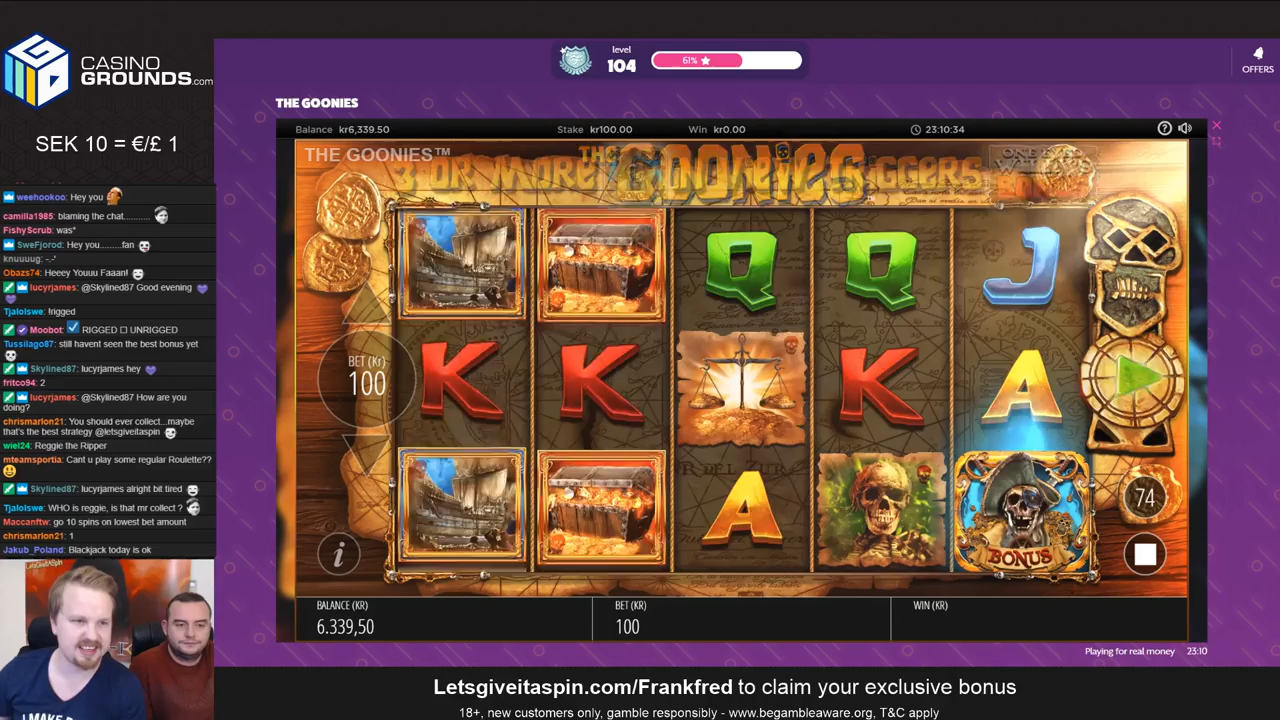 CASINO
GROUNDS.com
SEK 10 = €/£ 1
weehookoo: Hey you
camilla1985: blaming the chat...........
FishyScrub: was*
SweFjorod: Hey you.........fan
knuuuug: -.-'
Obazs74: Heeey Youuu Faaan!
lucyrjames: @Skylined87 Good evening
Tjalolswe: !rigged
Moobot: RIGGED ☐ UNRIGGED
Tussilago87: still havent seen the best bonus yet
Skylined87: lucyrjames hey
fritco94: 2
lucyrjames: @Skylined87 How are you
doing?
chrismarlon21: You should ever collect...maybe
that's the best strategy @letsgiveitaspin
wiel24: Reggie the Ripper
mteamsportia: Cant u play some regular Roulette??
Skylined87: lucyrjames alright bit tired
Tjalolswe: WHO is reggie, is that mr collect ?
Maccanftw: go 10 spins on lowest bet amount
chrismarlon21: 1
Jakub_Poland: Blackjack today is ok
level
104
61%
OFFERS
THE GOONIES
Balance kr6,339.50
Stake kr100.00
Win kr0.00
23:10:34
THE GOONIES™
3 OR MORE
THE GOONIES
TRIGGERS
Q
Q
J
BET (Kr)
100
K
K
K
A
A
BONUS
74
i
BALANCE (KR)
6.339,50
BET (KR)
100
WIN (KR)
Playing for real money
23:10
Letsgiveitaspin.com/Frankfred to claim your exclusive bonus
18+, new customers only, gamble responsibly - www.begambleaware.org, T&C apply